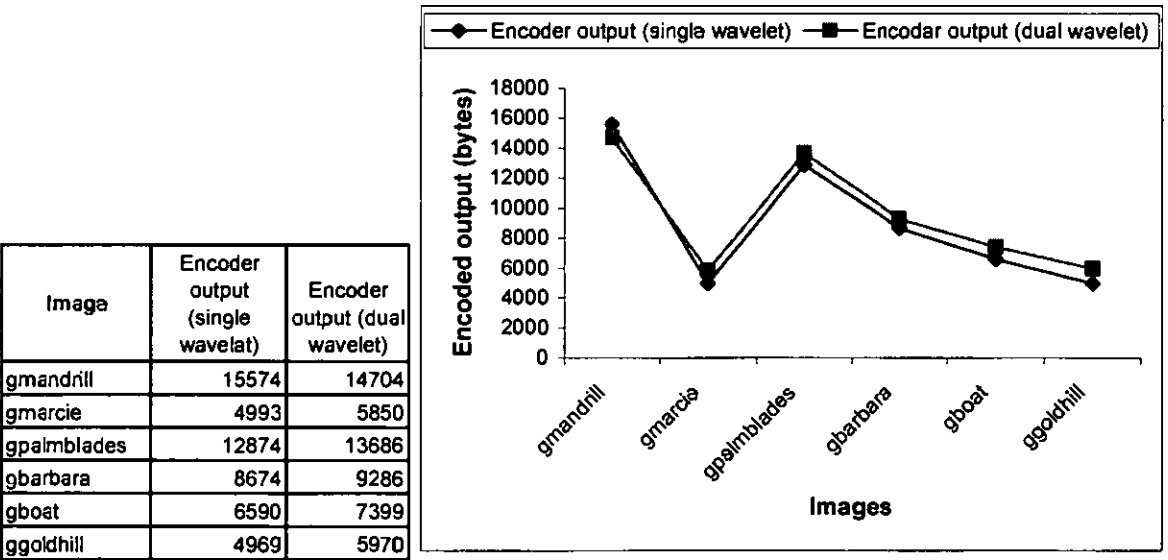 Encoder output (single wavelet) Encodar output (dual wavelet)
Encoded output (bytes)
18000
16000
14000
12000
10000
8000
6000
4000
2000
0
gmandrill
gmarcie
gpalmblades
gbarbara
gboat
ggoldhill
Images
Image
Encoder
output
(single
wavelat)
Encoder
output (dual
wavelet)
gmandrill 15574 14704
gmarcie 4993 5850
gpalmblades 12874 13686
gbarbara 8674 9286
gboat 6590 7399
ggoldhill 4969 5970